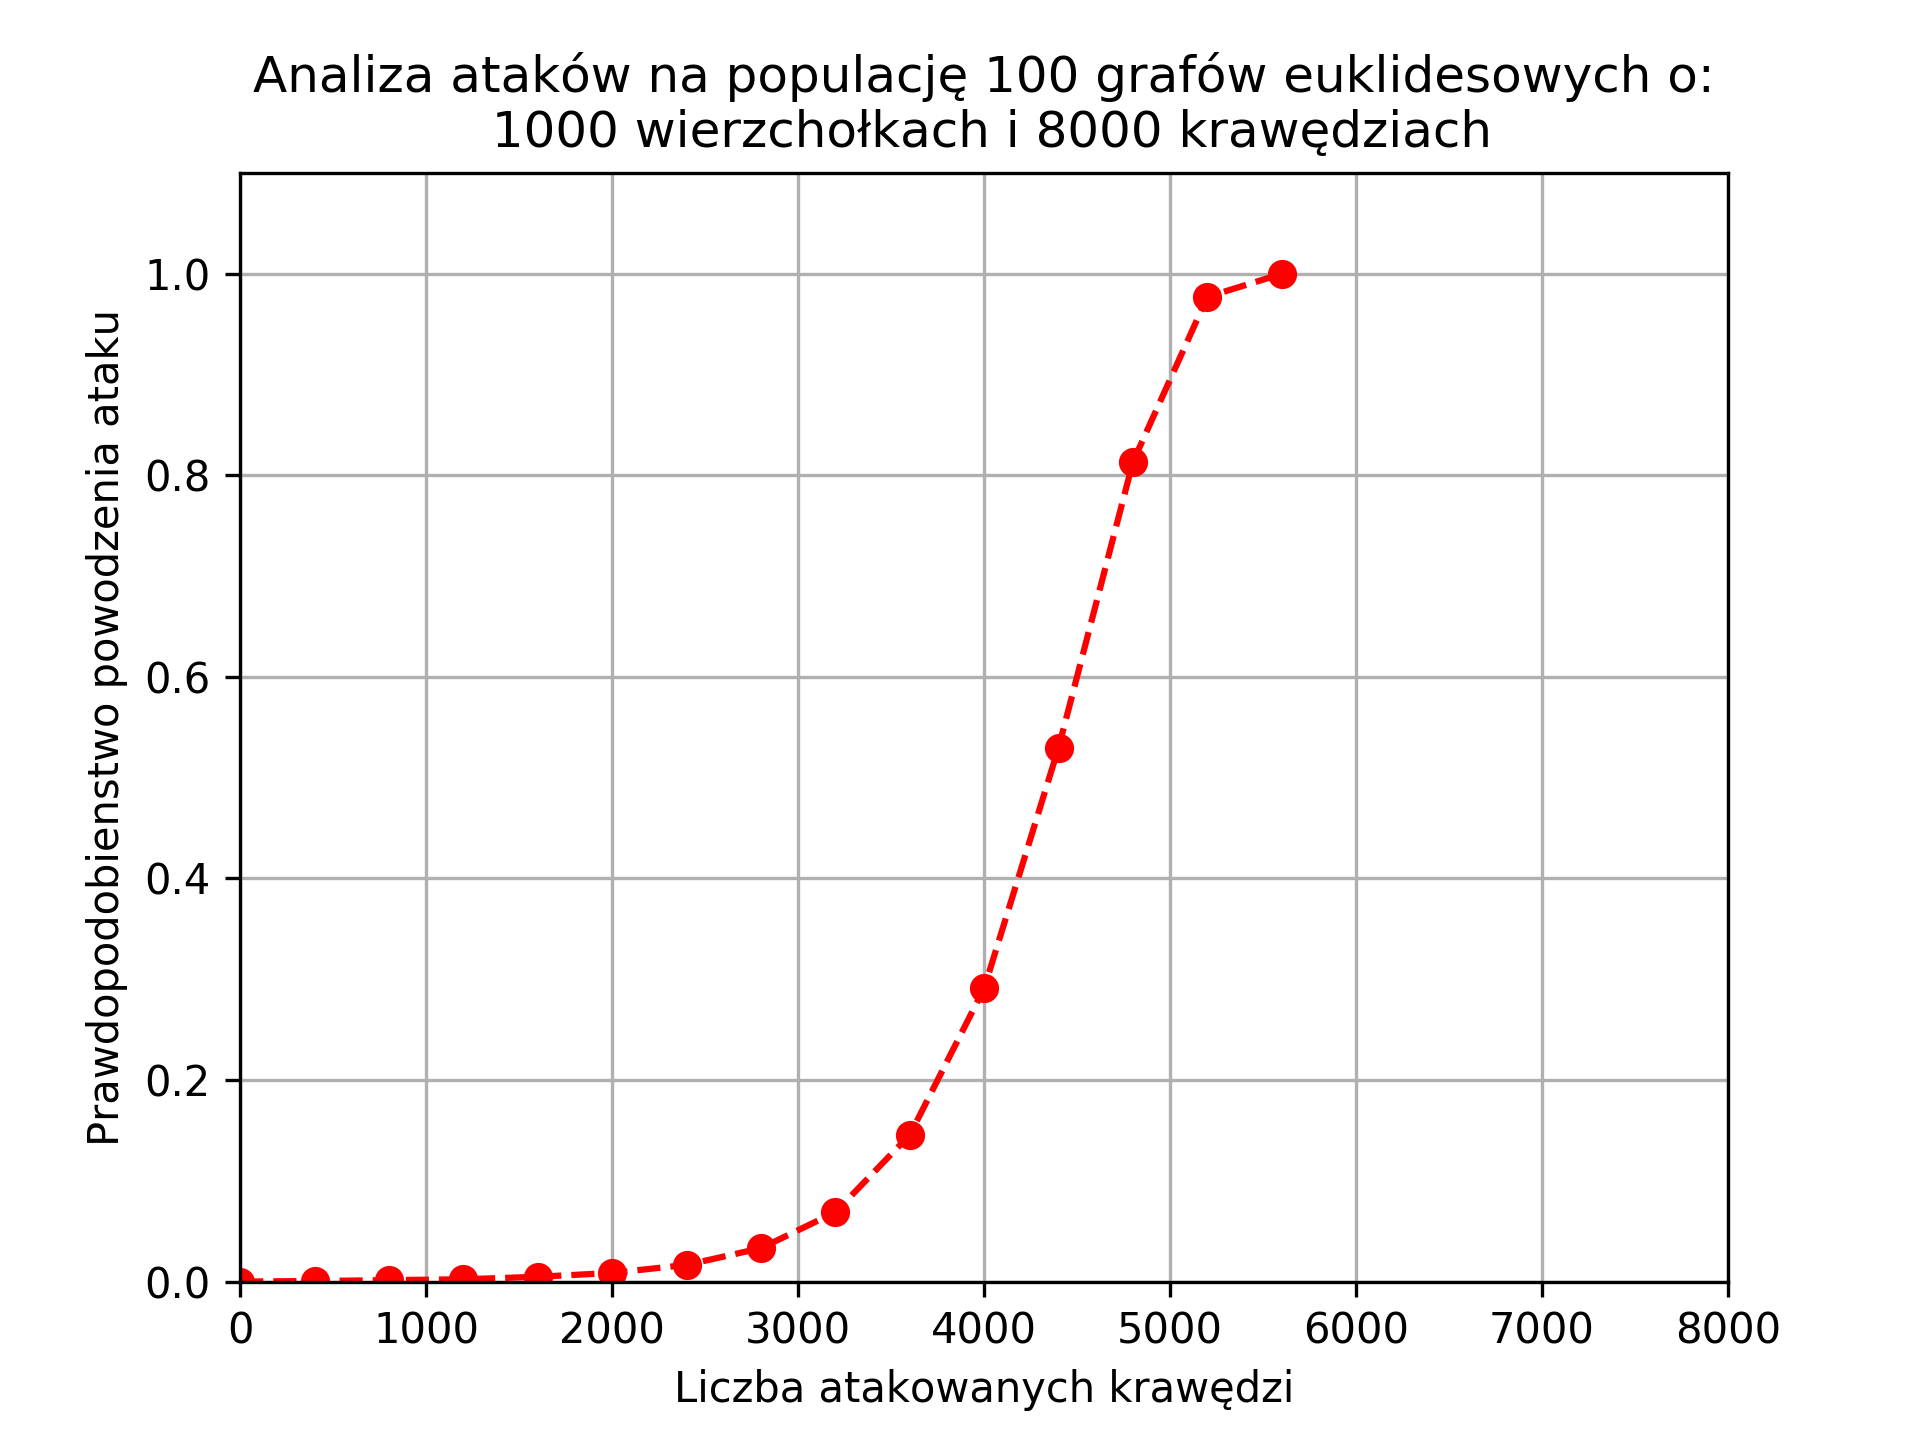 Analiza ataków na populację 100 grafów euklidesowych o:
1000 wierzchołkach i 8000 krawędziach
Prawdopodobienstwo powodzenia ataku
1.0
0.8
0.6
0.4
0.2
0.0
0 1000 2000 3000 4000 5000 6000 7000 8000
Liczba atakowanych krawędzi